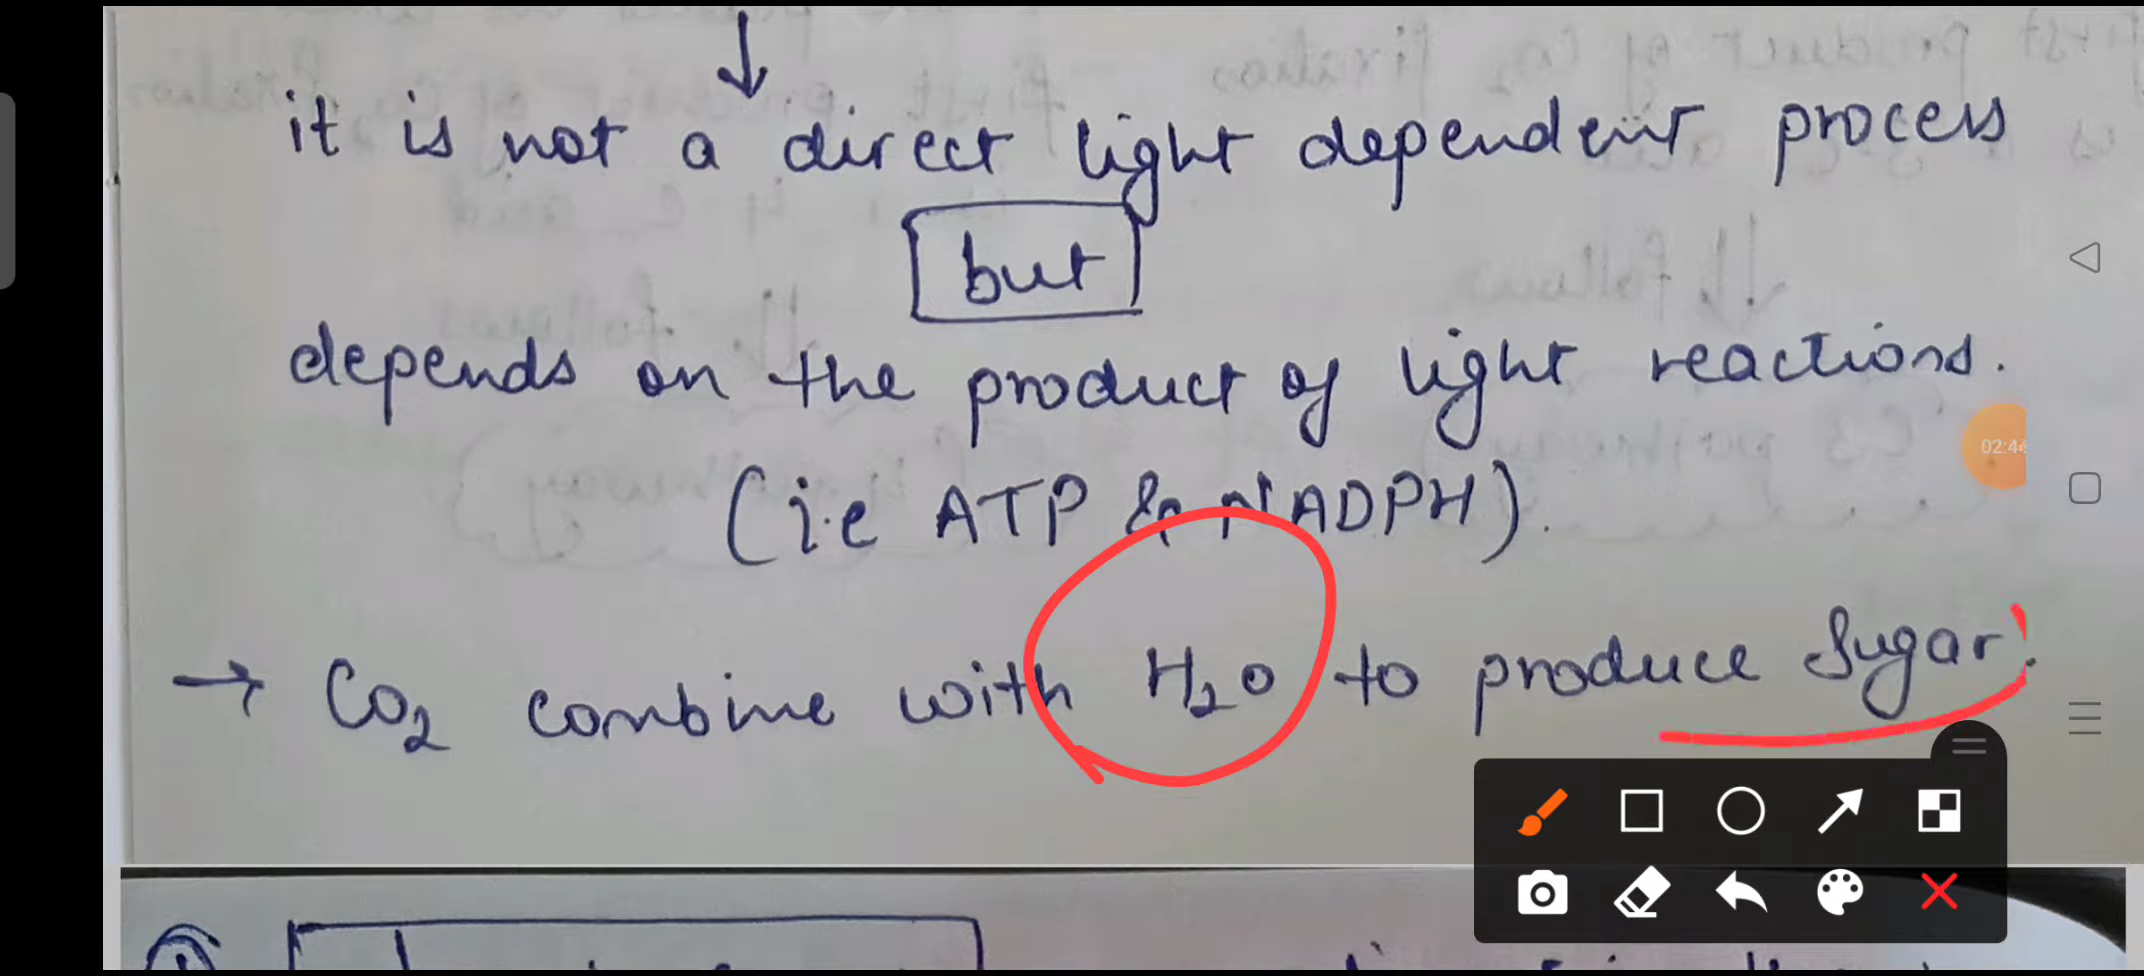 it is not a direct light dependent process
but
depends on the product of light reactions.
(i.e ATP & NADPH).
→ CO2 combine with H2O to produce Sugar.
02:4